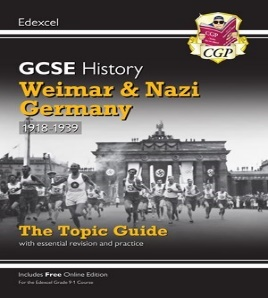 Edexcel
CGP
GCSE History
Weimar & Nazi
Germany
1918-1939
The Topic Guide
with essential revision and practice
Includes Free Online Edition
For the Edexcel Grade 9-1 Course